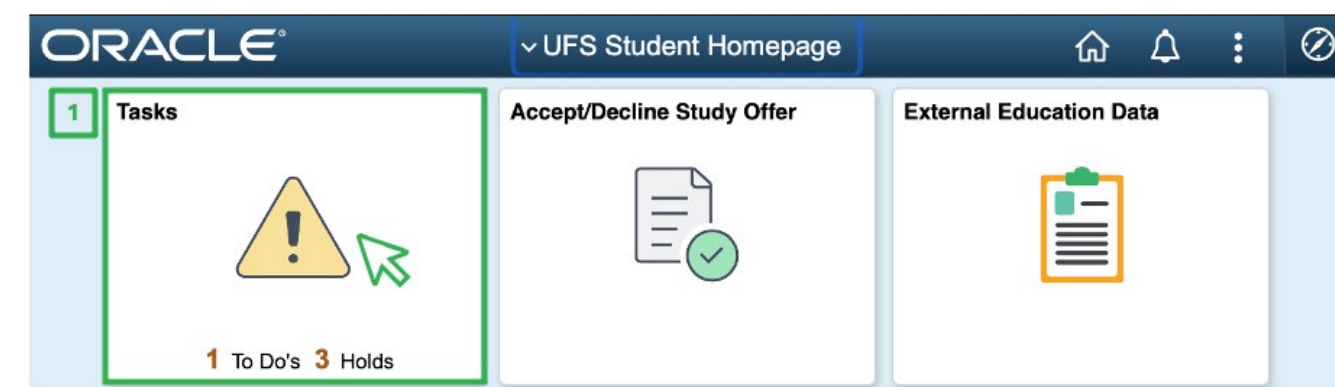 ORACLE®
UFS Student Homepage
1
Tasks
Accept/Decline Study Offer
External Education Data
1 To Do's 3 Holds